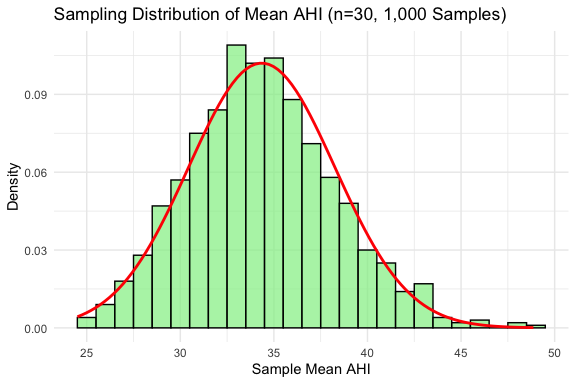 Sampling Distribution of Mean AHI (n=30, 1,000 Samples)
Density
0.09
0.06
0.03
0.00
25 30 35 40 45 50
Sample Mean AHI